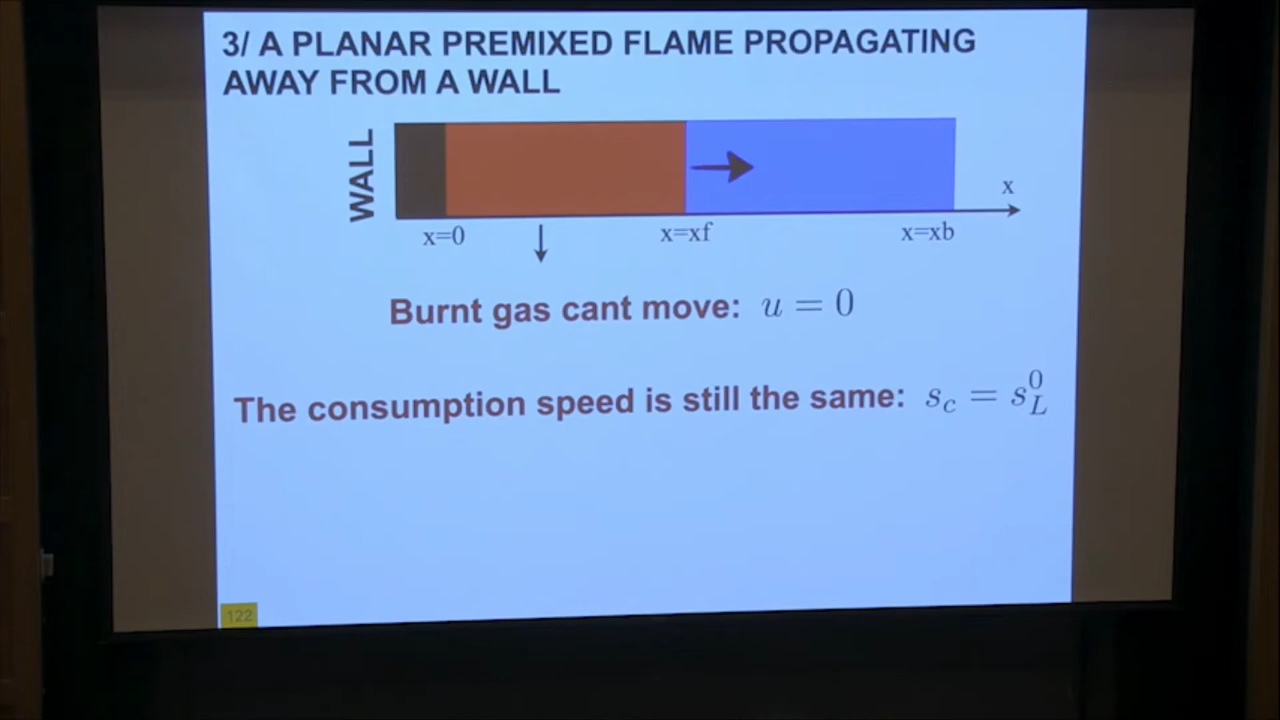 3/ A PLANAR PREMIXED FLAME PROPAGATING
AWAY FROM A WALL
WALL
x
x=0
x=xf
x=xb
Burnt gas cant move: u = 0
The consumption speed is still the same: s_c = s_L^0
122